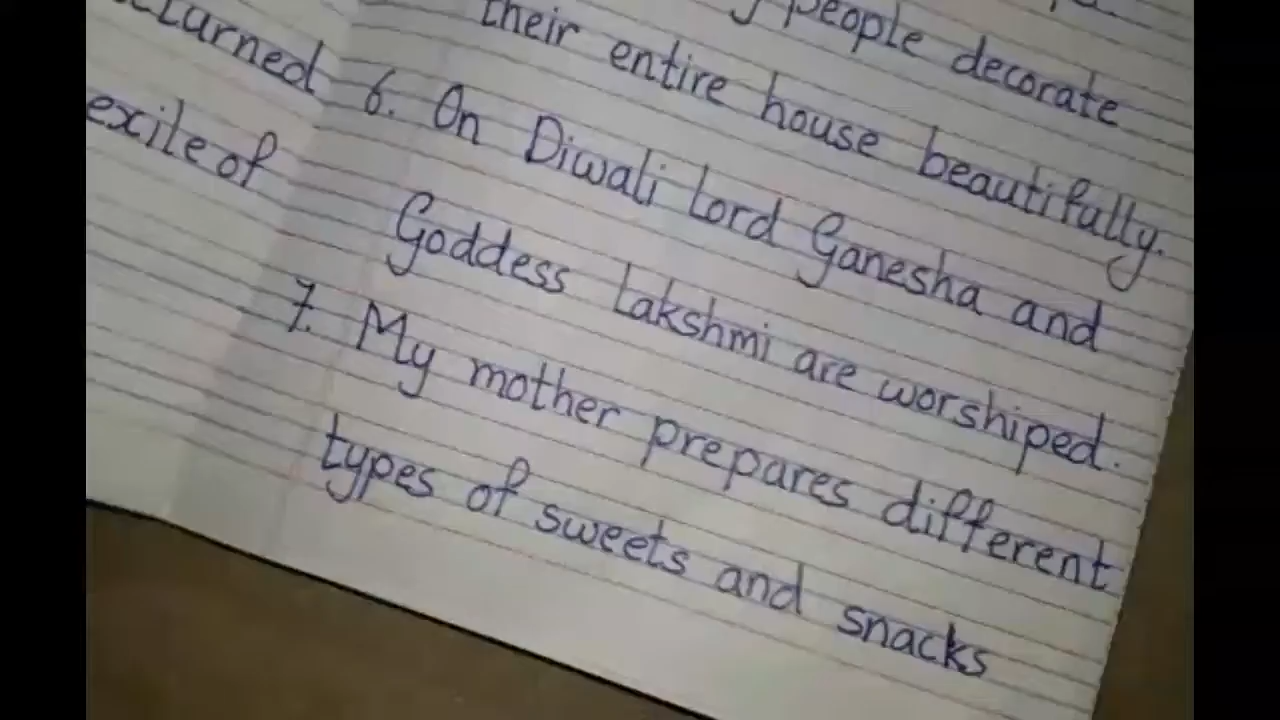 exile of
people decorate
their entire house beautifully.
6. On Diwali Lord Ganesha and
Goddess Lakshmi are worshiped.
7. My mother prepares different
types of sweets and snacks